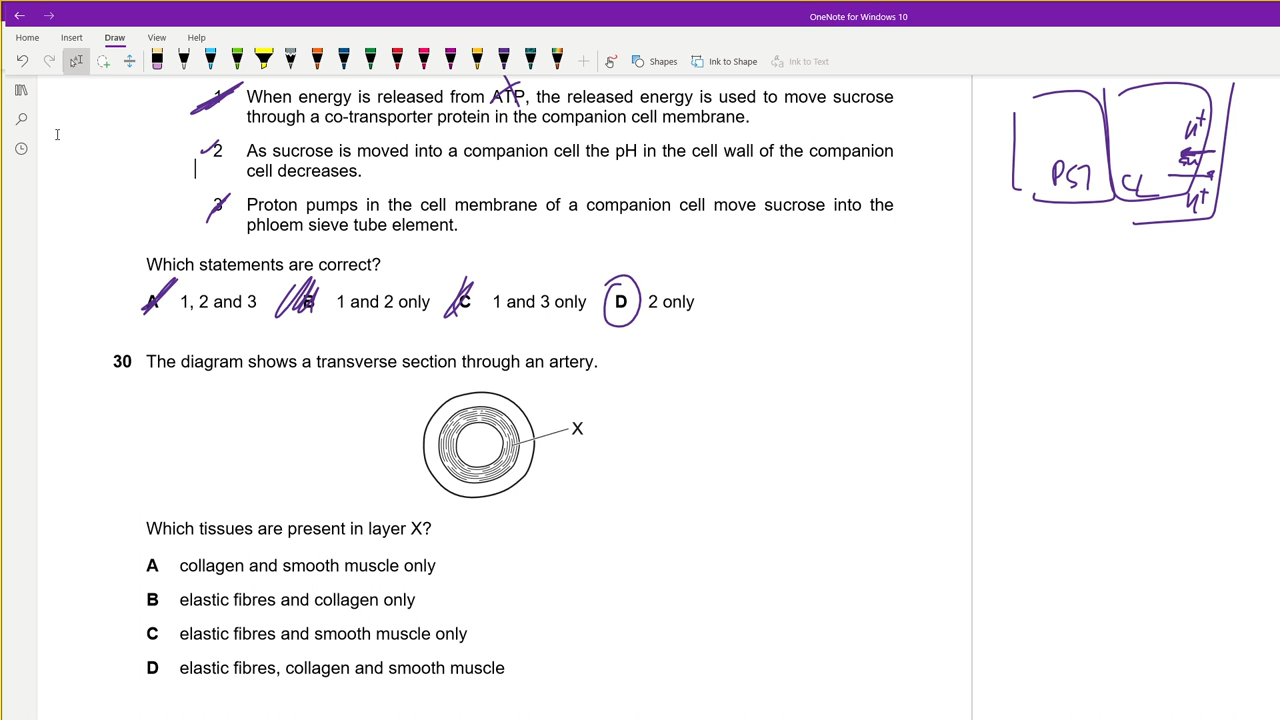 OneNote for Windows 10
Home Insert Draw View Help
Shapes Ink to Shape Ink to Text
1 When energy is released from ATP, the released energy is used to move sucrose
through a co-transporter protein in the companion cell membrane.
2 As sucrose is moved into a companion cell the pH in the cell wall of the companion
cell decreases.
3 Proton pumps in the cell membrane of a companion cell move sucrose into the
phloem sieve tube element.
Which statements are correct?
A 1, 2 and 3 B 1 and 2 only C 1 and 3 only D 2 only
H+
PST
H+
30 The diagram shows a transverse section through an artery.
X
Which tissues are present in layer X?
A collagen and smooth muscle only
B elastic fibres and collagen only
C elastic fibres and smooth muscle only
D elastic fibres, collagen and smooth muscle